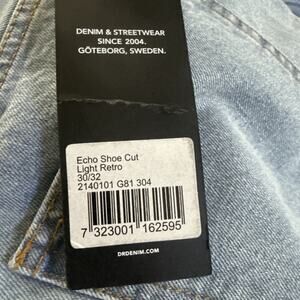 DENIM & STREETWEAR
SINCE 2004.
GÖTEBORG, SWEDEN.
Echo Shoe Cut
Light Retro
30/32
2140101 G81 304
7 323001 162595
DRDENIM.COM